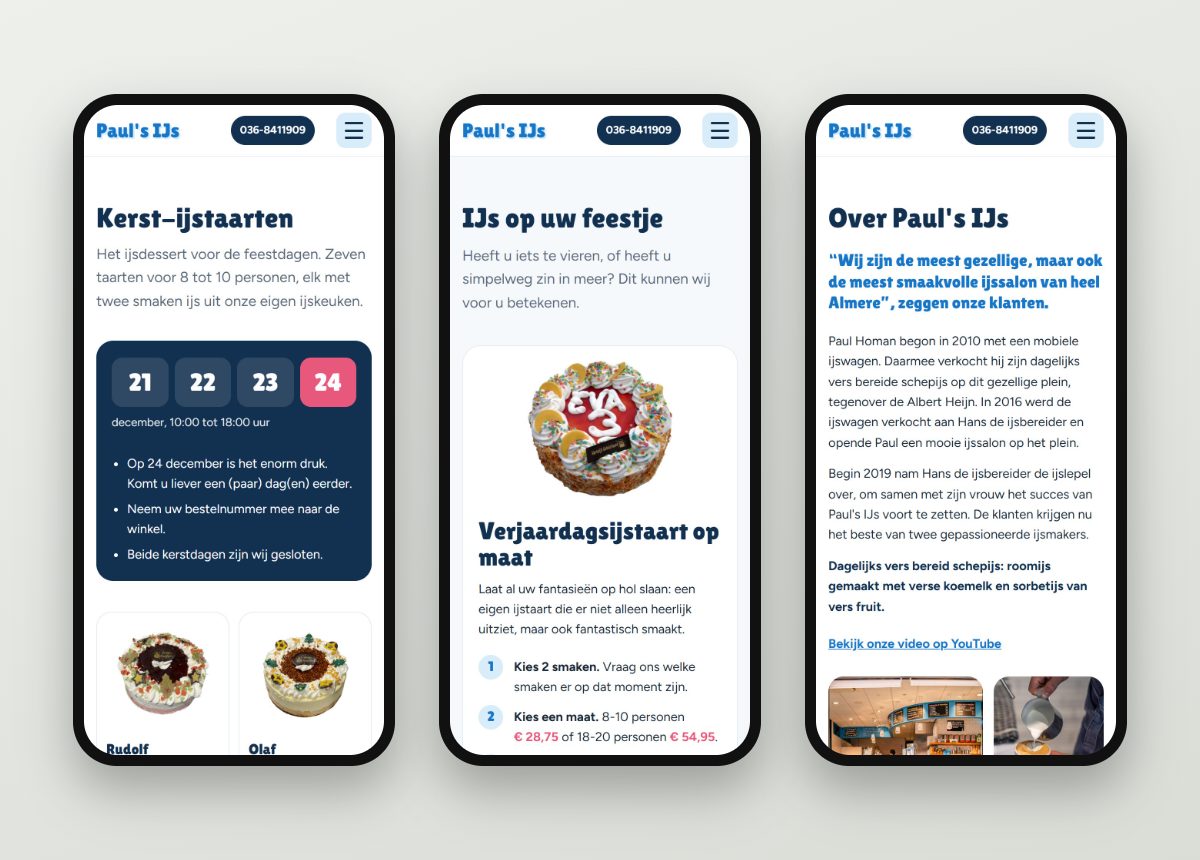 Paul's IJs
036-8411909
Kerst-ijstaarten
Het ijsdessert voor de feestdagen. Zeven
taarten voor 8 tot 10 personen, elk met
twee smaken ijs uit onze eigen ijskeuken.
21 22 23 24
december, 10:00 tot 18:00 uur
• Op 24 december is het enorm druk.
Komt u liever een (paar) dag(en) eerder.
• Neem uw bestelnummer mee naar de
winkel.
• Beide kerstdagen zijn wij gesloten.
Rudolf
Olaf
Paul's IJs
036-8411909
IJs op uw feestje
Heeft u iets te vieren, of heeft u
simpelweg zin in meer? Dit kunnen wij
voor u betekenen.
EVA
3
Verjaardagsijstaart op
maat
Laat al uw fantasieën op hol slaan: een
eigen ijstaart die er niet alleen heerlijk
uitziet, maar ook fantastisch smaakt.
1 Kies 2 smaken. Vraag ons welke
smaken er op dat moment zijn.
2 Kies een maat. 8-10 personen
€ 28,75 of 18-20 personen € 54,95.
Paul's IJs
036-8411909
Over Paul's IJs
“Wij zijn de meest gezellige, maar ook
de meest smaakvolle ijssalon van heel
Almere”, zeggen onze klanten.
Paul Homan begon in 2010 met een mobiele
ijswagen. Daarmee verkocht hij zijn dagelijks
vers bereide schepijs op dit gezellige plein,
tegenover de Albert Heijn. In 2016 werd de
ijswagen verkocht aan Hans de ijsbereider en
opende Paul een mooie ijssalon op het plein.
Begin 2019 nam Hans de ijsbereider de ijslepel
over, om samen met zijn vrouw het succes van
Paul's IJs voort te zetten. De klanten krijgen nu
het beste van twee gepassioneerde ijsmakers.
Dagelijks vers bereid schepijs: roomijs
gemaakt met verse koemelk en sorbetijs van
vers fruit.
Bekijk onze video op YouTube